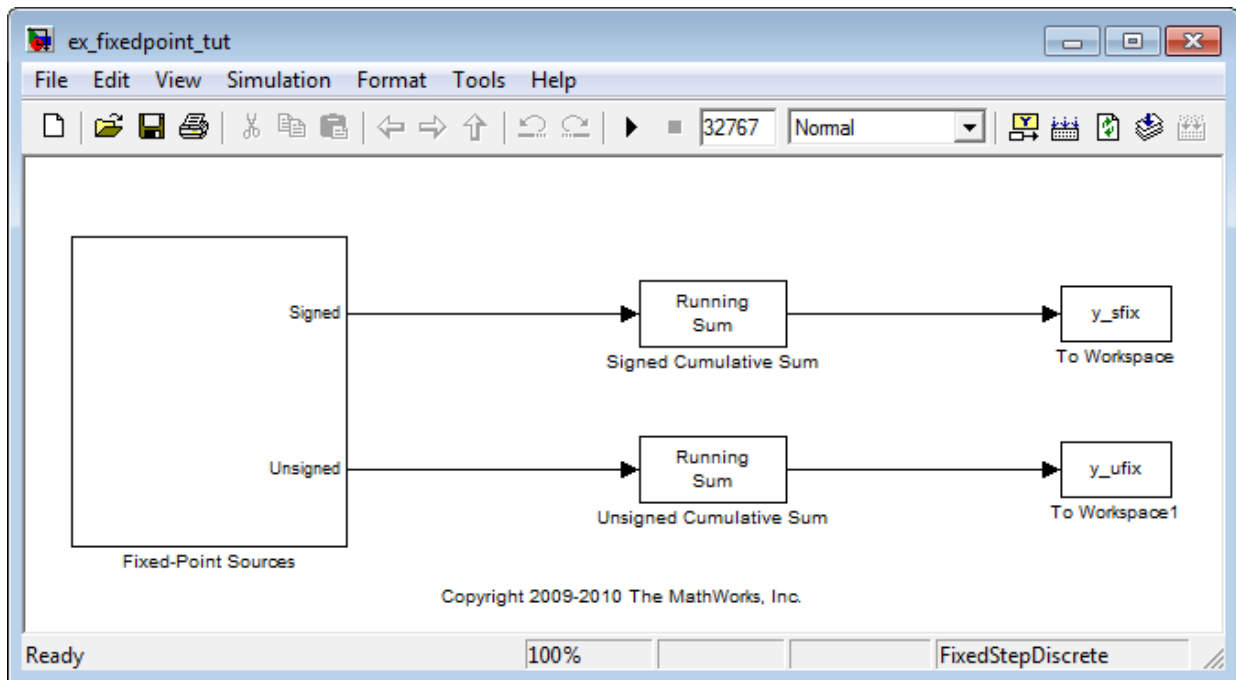 ex_fixedpoint_tut
File Edit View Simulation Format Tools Help
32767 Normal
Signed
Running
Sum
Signed Cumulative Sum
y_sfix
To Workspace
Unsigned
Running
Sum
Unsigned Cumulative Sum
y_ufix
To Workspace1
Fixed-Point Sources
Copyright 2009-2010 The MathWorks, Inc.
Ready 100% FixedStepDiscrete